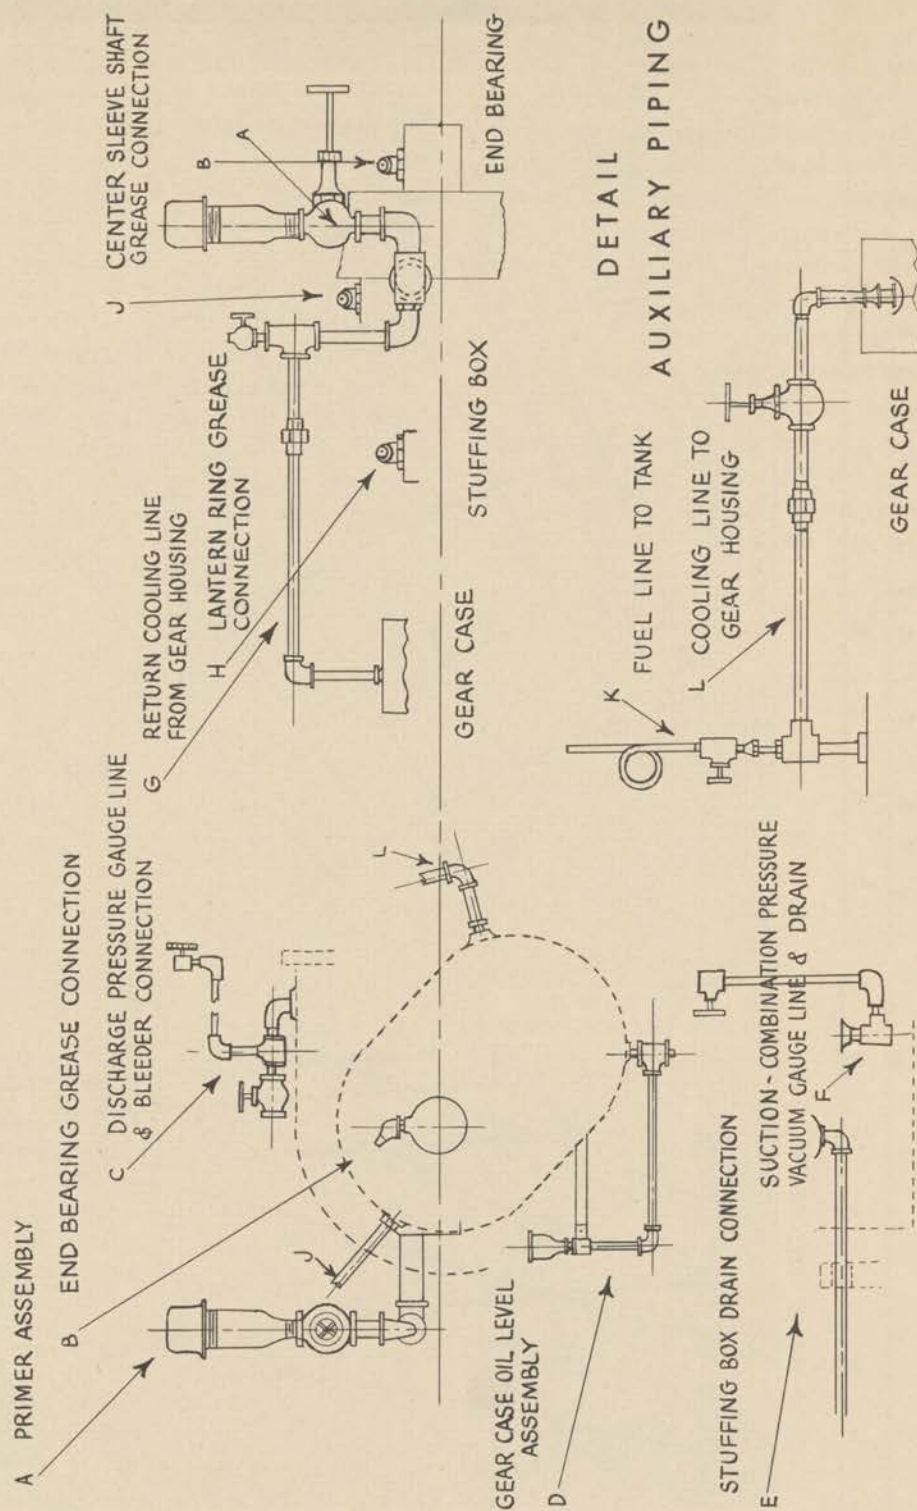 A PRIMER ASSEMBLY
B END BEARING GREASE CONNECTION
C DISCHARGE PRESSURE GAUGE LINE
& BLEEDER CONNECTION
G RETURN COOLING LINE
FROM GEAR HOUSING
H LANTERN RING GREASE
CONNECTION
J CENTER SLEEVE SHAFT
GREASE CONNECTION
B
A
J
L
GEAR CASE
STUFFING BOX
END BEARING
GEAR CASE OIL LEVEL
ASSEMBLY
D
K FUEL LINE TO TANK
L COOLING LINE TO
GEAR HOUSING
DETAIL
AUXILIARY PIPING
STUFFING BOX DRAIN CONNECTION
E
SUCTION-COMBINATION PRESSURE
VACUUM GAUGE LINE & DRAIN
F
GEAR CASE